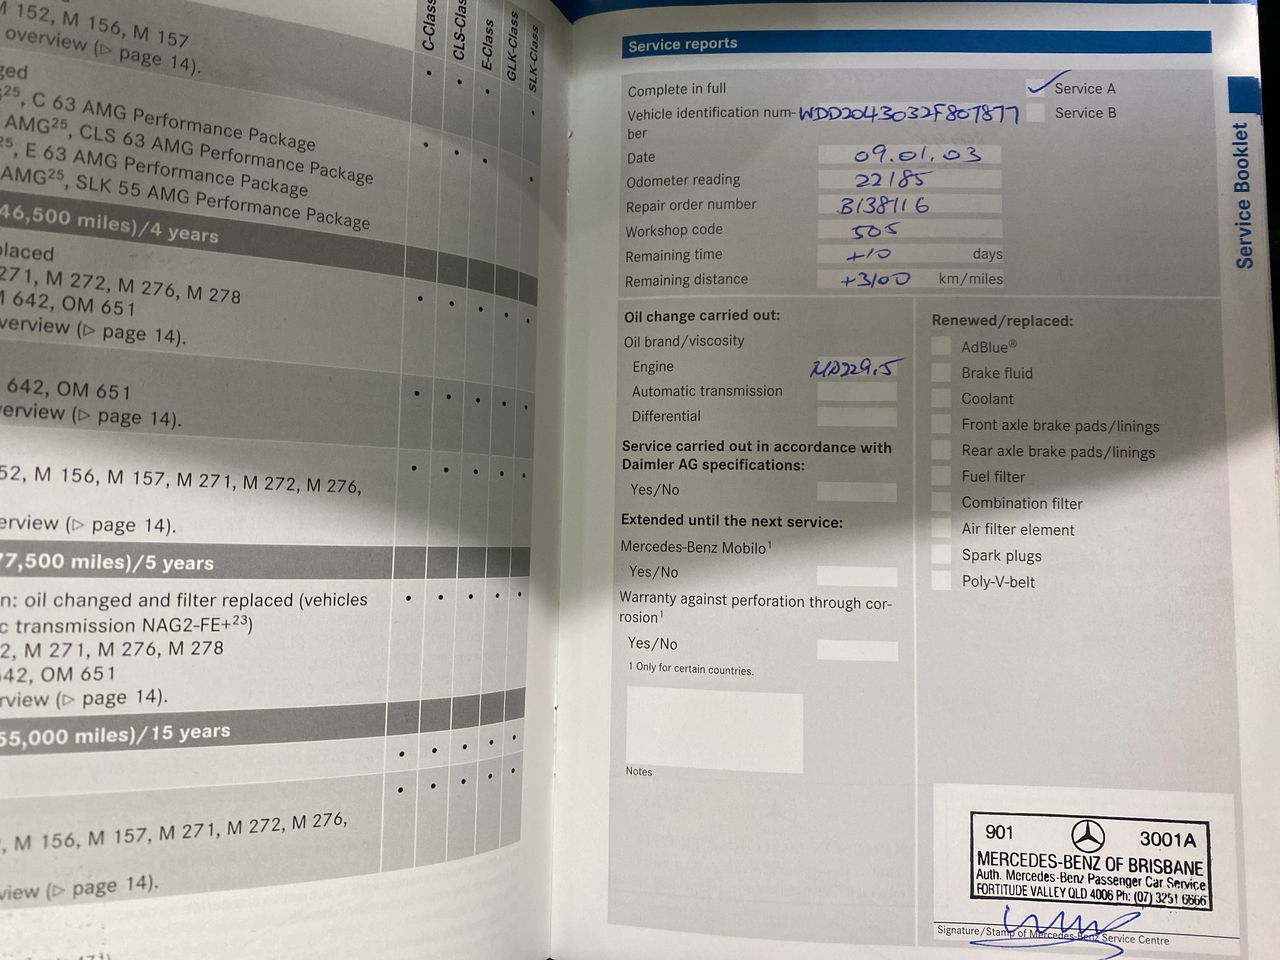 M 152, M 156, M 157
overview (▷ page 14).
ged
25, C 63 AMG Performance Package
AMG25, CLS 63 AMG Performance Package
25, E 63 AMG Performance Package
AMG25, SLK 55 AMG Performance Package
46,500 miles)/4 years
placed
271, M 272, M 276, M 278
M 642, OM 651
verview (▷ page 14).
642, OM 651
verview (▷ page 14).
52, M 156, M 157, M 271, M 272, M 276,
erview (▷ page 14).
77,500 miles)/5 years
n: oil changed and filter replaced (vehicles
c transmission NAG2-FE+23)
2, M 271, M 276, M 278
642, OM 651
rview (▷ page 14).
55,000 miles)/15 years
, M 156, M 157, M 271, M 272, M 276,
view (▷ page 14).
C-Class
CLS-Clas
E-Class
GLK-Class
SLK-Class
Service reports
Complete in full
Service A
Vehicle identification num- WDD2043032F807877
ber
Service B
Date 09.01.03
Odometer reading 22185
Repair order number B138116
Workshop code 505
Remaining time +10 days
Remaining distance +3100 km/miles
Oil change carried out:
Oil brand/viscosity
Engine MB229.5
Automatic transmission
Differential
Service carried out in accordance with
Daimler AG specifications:
Yes/No
Extended until the next service:
Mercedes-Benz Mobilo1
Yes/No
Warranty against perforation through cor-
rosion1
Yes/No
1 Only for certain countries.
Notes
Renewed/replaced:
AdBlue®
Brake fluid
Coolant
Front axle brake pads/linings
Rear axle brake pads/linings
Fuel filter
Combination filter
Air filter element
Spark plugs
Poly-V-belt
901 3001A
MERCEDES-BENZ OF BRISBANE
Auth. Mercedes-Benz Passenger Car Service
FORTITUDE VALLEY QLD 4006 Ph: (07) 3251 6666
Signature/Stamp of Mercedes-Benz Service Centre
Service Booklet